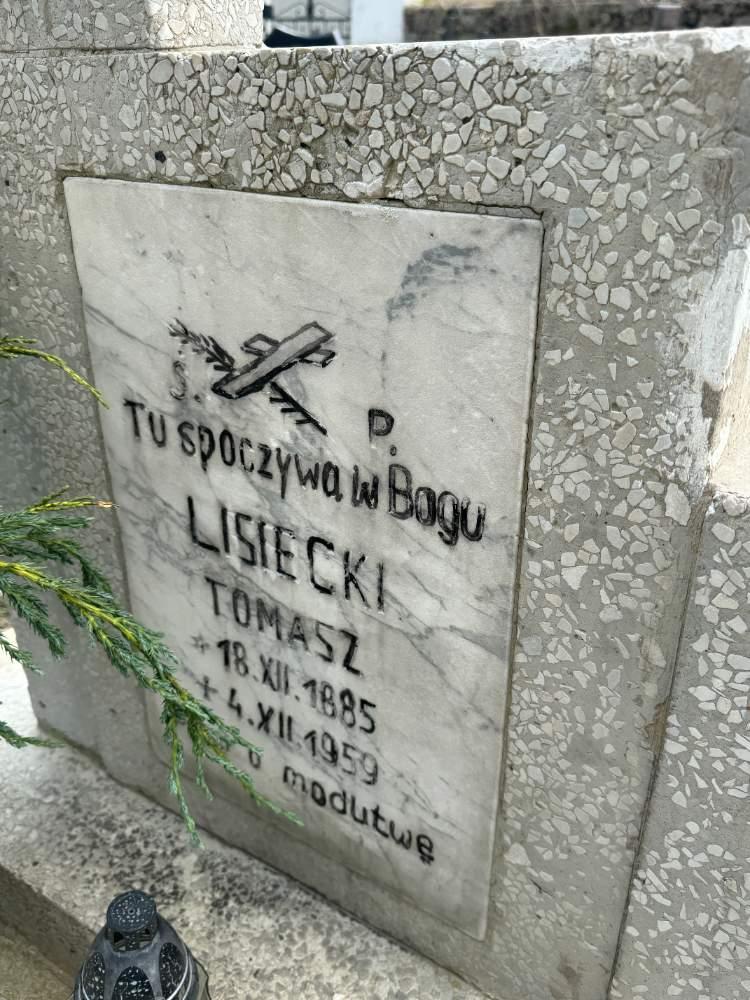 Ś. P.
Tu spoczywa w Bogu
LISIECKI
TOMASZ
* 18.XII.1885
+ 4.XII.1959
o modutwę